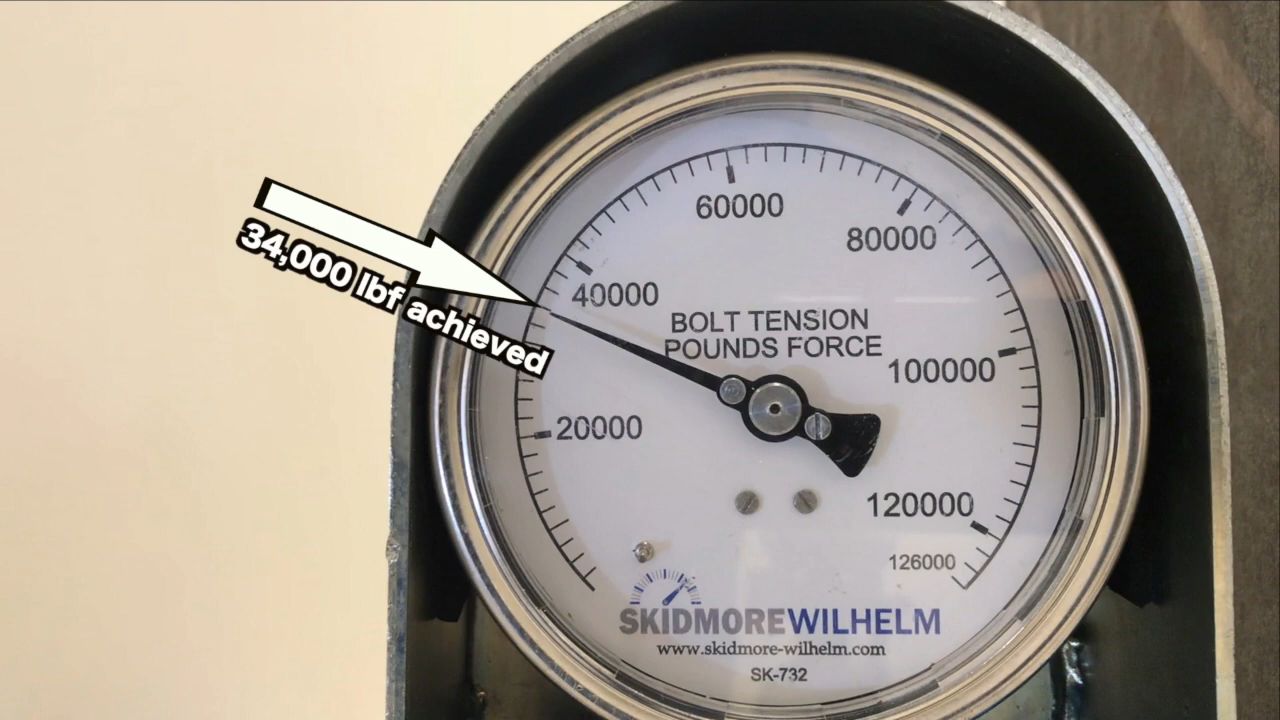 60000
80000
40000
34,000 lbf achieved
BOLT TENSION
POUNDS FORCE
100000
20000
120000
126000
SKIDMOREWILHELM
www.skidmore-wilhelm.com
SK-732